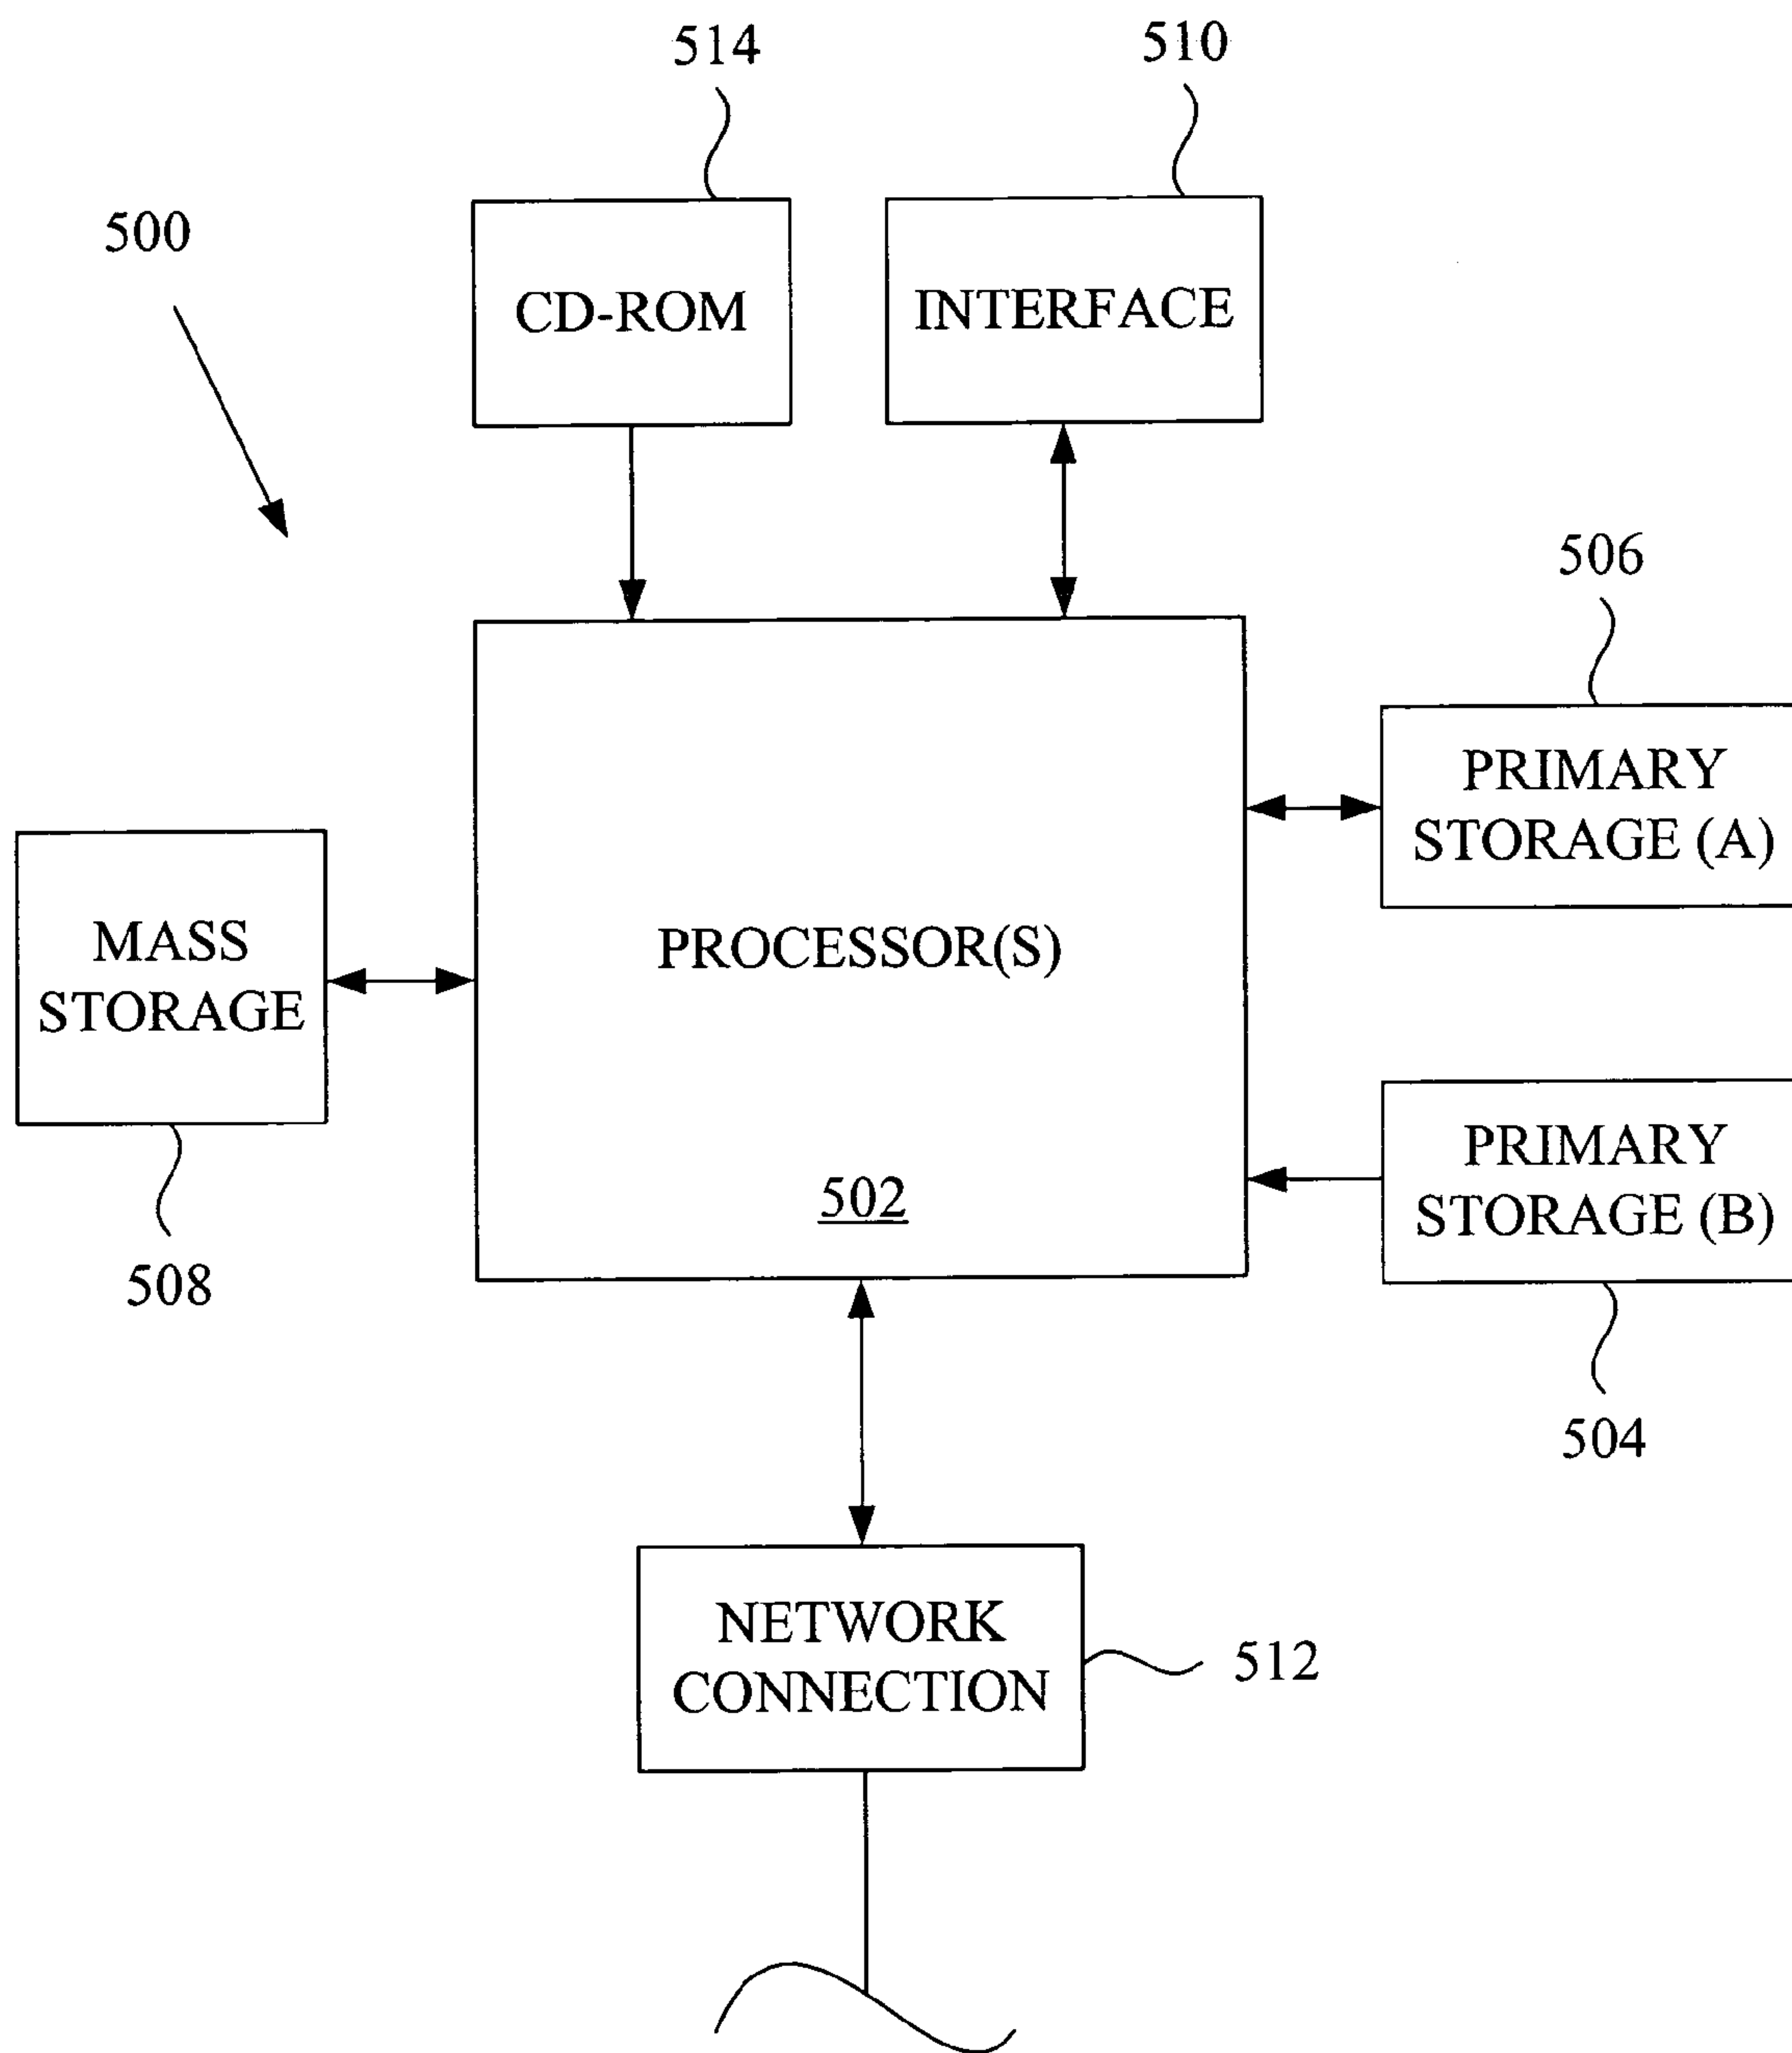 514
510
500
CD-ROM
INTERFACE
506
PRIMARY
STORAGE (A)
MASS
STORAGE
PROCESSOR(S)
PRIMARY
STORAGE (B)
502
508
504
NETWORK
CONNECTION
512